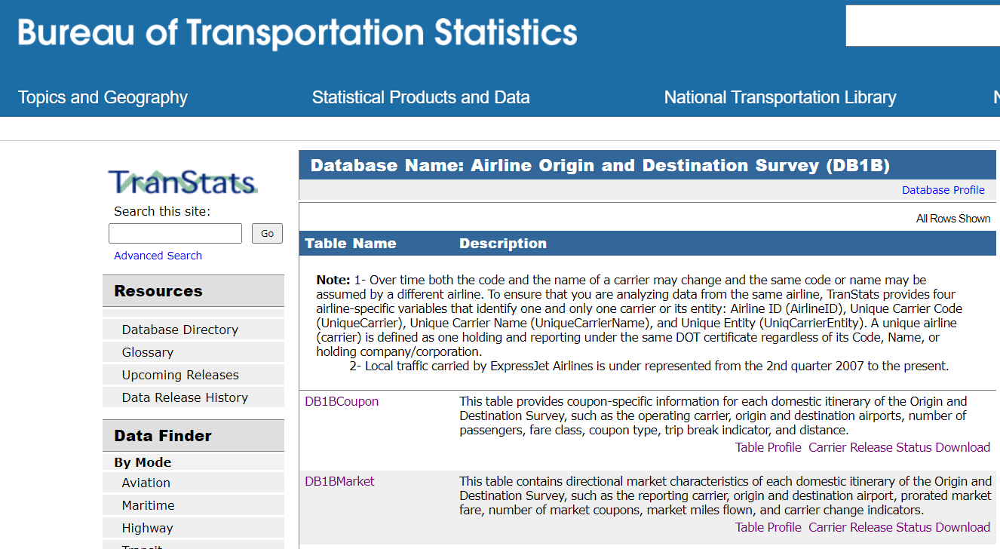 Bureau of Transportation Statistics
Topics and Geography
Statistical Products and Data
National Transportation Library
TranStats
Search this site:
Go
Advanced Search
Resources
Database Directory
Glossary
Upcoming Releases
Data Release History
Data Finder
By Mode
Aviation
Maritime
Highway
Database Name: Airline Origin and Destination Survey (DB1B)
Database Profile
All Rows Shown
Table Name Description
Note: 1- Over time both the code and the name of a carrier may change and the same code or name may be
assumed by a different airline. To ensure that you are analyzing data from the same airline, TranStats provides four
airline-specific variables that identify one and only one carrier or its entity: Airline ID (AirlineID), Unique Carrier Code
(UniqueCarrier), Unique Carrier Name (UniqueCarrierName), and Unique Entity (UniqCarrierEntity). A unique airline
(carrier) is defined as one holding and reporting under the same DOT certificate regardless of its Code, Name, or
holding company/corporation.
2- Local traffic carried by ExpressJet Airlines is under represented from the 2nd quarter 2007 to the present.
DB1BCoupon This table provides coupon-specific information for each domestic itinerary of the Origin and
Destination Survey, such as the operating carrier, origin and destination airports, number of
passengers, fare class, coupon type, trip break indicator, and distance.
Table Profile Carrier Release Status Download
DB1BMarket This table contains directional market characteristics of each domestic itinerary of the Origin and
Destination Survey, such as the reporting carrier, origin and destination airport, prorated market
fare, number of market coupons, market miles flown, and carrier change indicators.
Table Profile Carrier Release Status Download